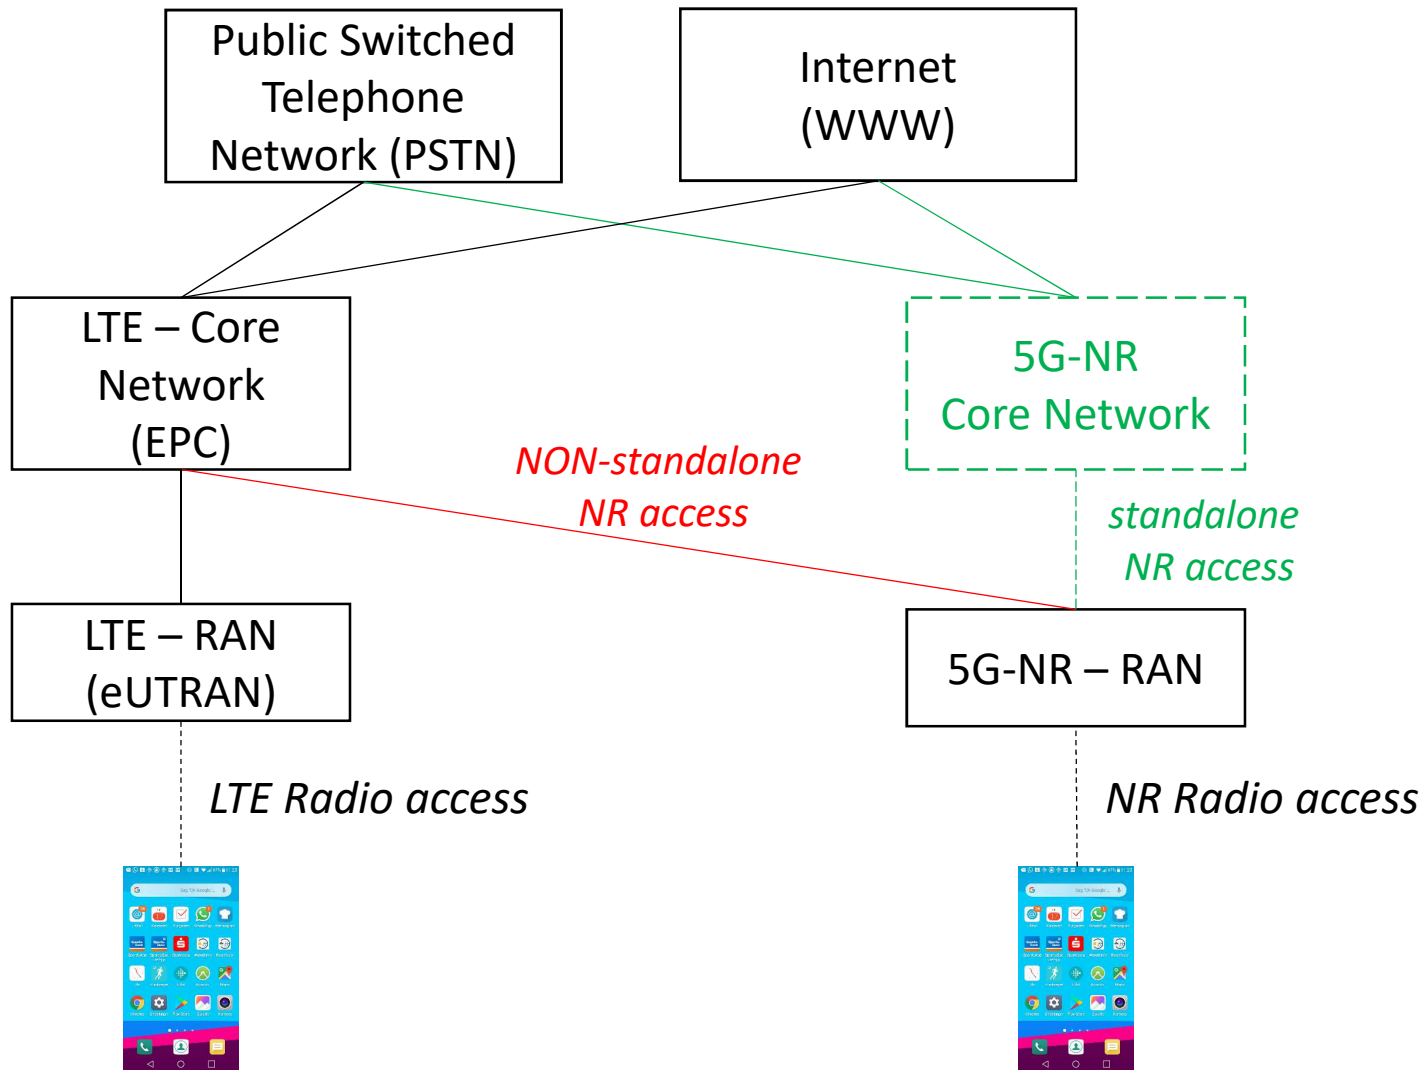 Public Switched
Telephone
Network (PSTN)
Internet
(WWW)
LTE – Core
Network
(EPC)
5G-NR
Core Network
NON-standalone
NR access
standalone
NR access
LTE – RAN
(eUTRAN)
5G-NR – RAN
LTE Radio access
NR Radio access